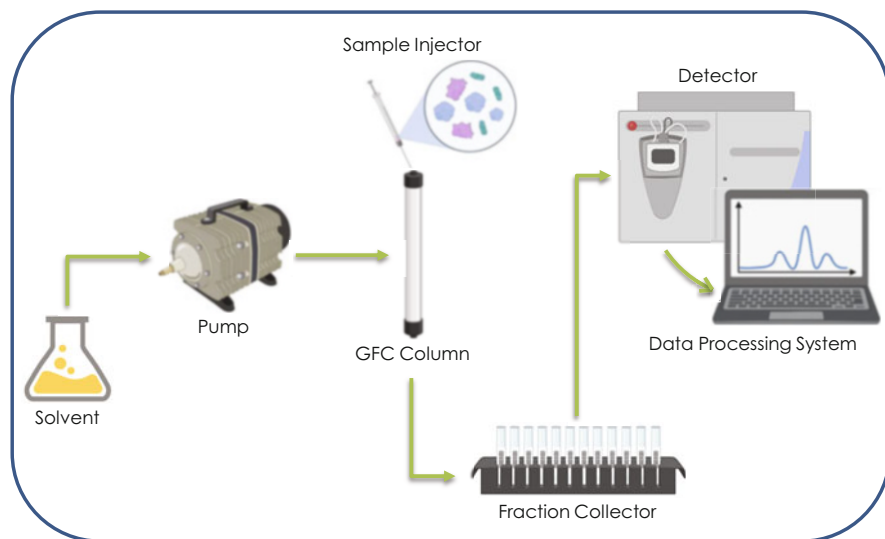 Sample Injector
Detector
Pump
GFC Column
Data Processing System
Solvent
Fraction Collector